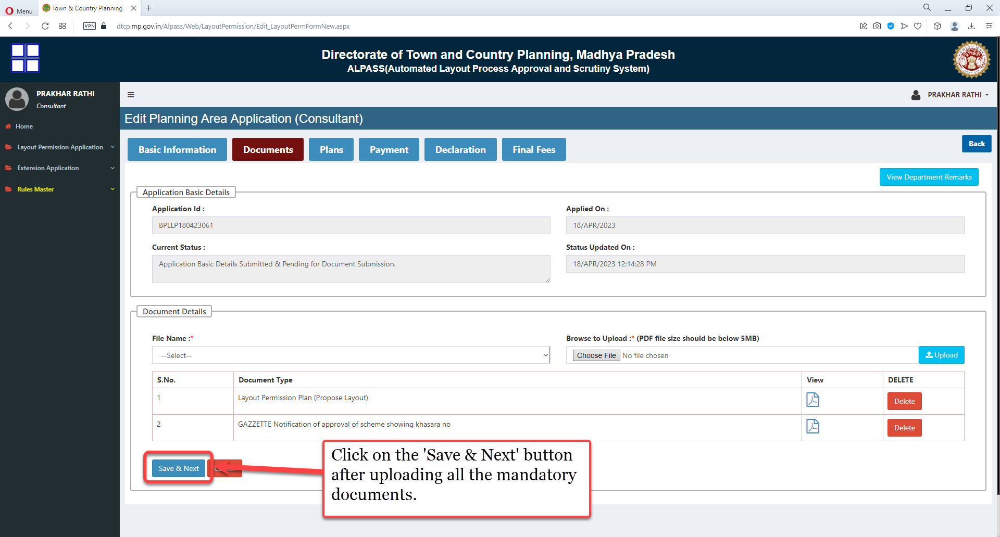 Menu
Town & Country Planning,
VPN
dtcp.mp.gov.in/Alpass/Web/LayoutPermission/Edit_LayoutPermFormNew.aspx
Directorate of Town and Country Planning, Madhya Pradesh
ALPASS(Automated Layout Process Approval and Scrutiny System)
PRAKHAR RATHI
Consultant
PRAKHAR RATHI
Home
Layout Permission Application
Extension Application
Rules Master
Edit Planning Area Application (Consultant)
Basic Information
Documents
Plans
Payment
Declaration
Final Fees
Back
View Department Remarks
Application Basic Details
Application Id :
Applied On :
BPLLP180423061
18/APR/2023
Current Status :
Status Updated On :
Application Basic Details Submitted & Pending for Document Submission.
18/APR/2023 12:14:28 PM
Document Details
File Name :*
Browse to Upload :* (PDF file size should be below 5MB)
--Select--
Choose File No file chosen
Upload
S.No. Document Type View DELETE
1 Layout Permission Plan (Propose Layout) Delete
2 GAZZETTE Notification of approval of scheme showing khasara no Delete
Save & Next
Click on the 'Save & Next' button
after uploading all the mandatory
documents.